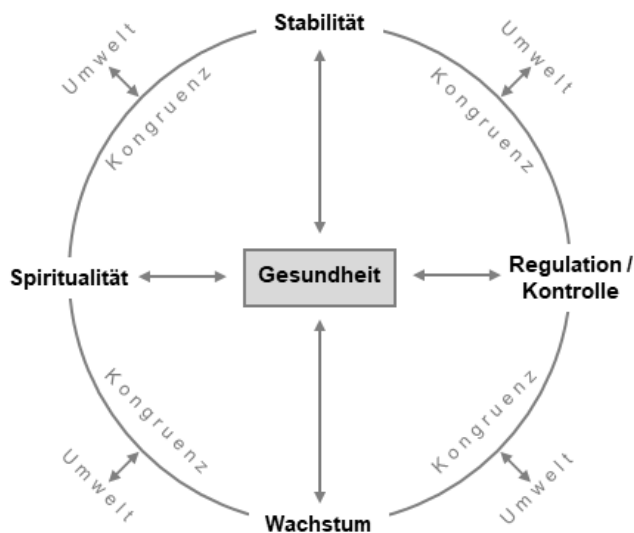 Stabilität
Umwelt
Umwelt
Kongruenz
Kongruenz
Spiritualität
Gesundheit
Regulation /
Kontrolle
Kongruenz
Kongruenz
Umwelt
Umwelt
Wachstum